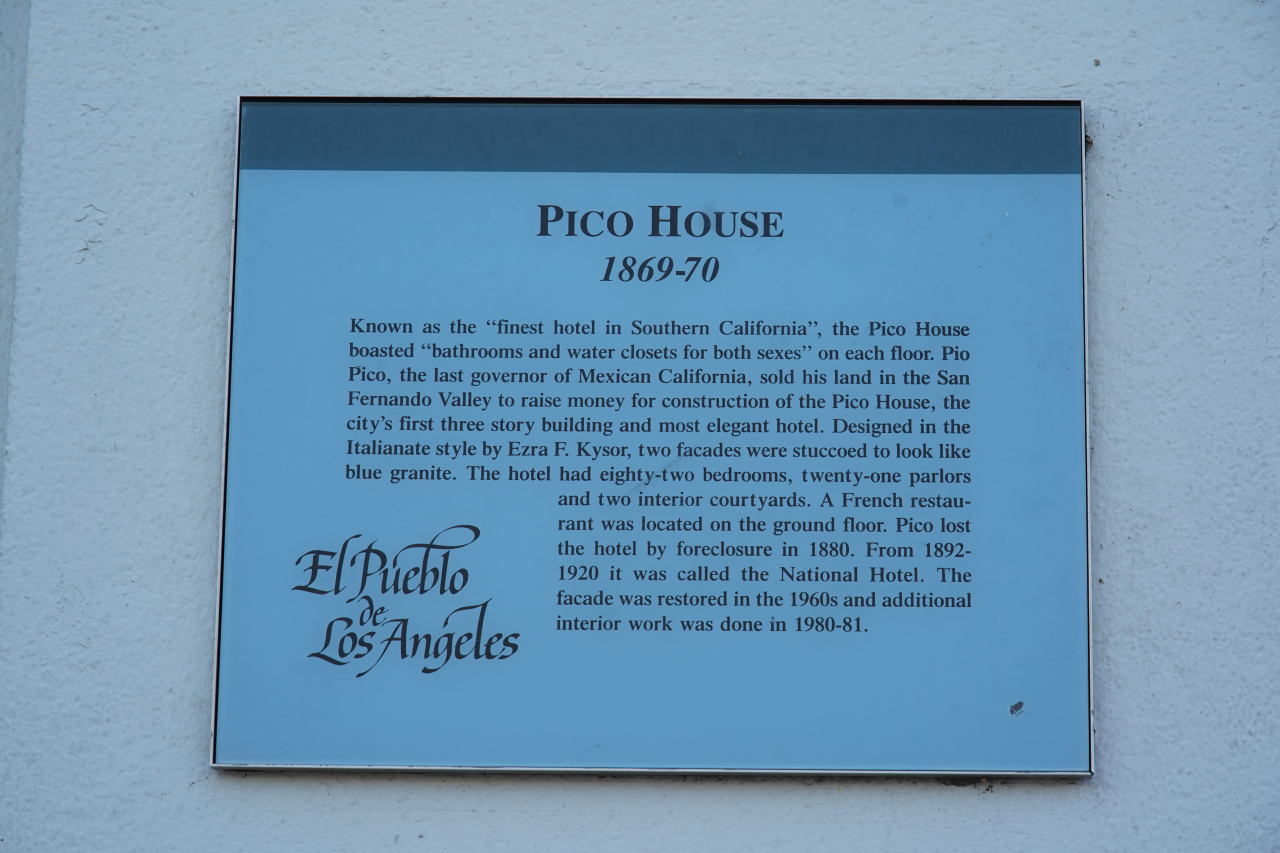 PICO HOUSE
1869-70
Known as the “finest hotel in Southern California”, the Pico House
boasted “bathrooms and water closets for both sexes” on each floor. Pio
Pico, the last governor of Mexican California, sold his land in the San
Fernando Valley to raise money for construction of the Pico House, the
city’s first three story building and most elegant hotel. Designed in the
Italianate style by Ezra F. Kysor, two facades were stuccoed to look like
blue granite. The hotel had eighty-two bedrooms, twenty-one parlors
and two interior courtyards. A French restau-
rant was located on the ground floor. Pico lost
the hotel by foreclosure in 1880. From 1892-
1920 it was called the National Hotel. The
facade was restored in the 1960s and additional
interior work was done in 1980-81.
El Pueblo
de
Los Angeles